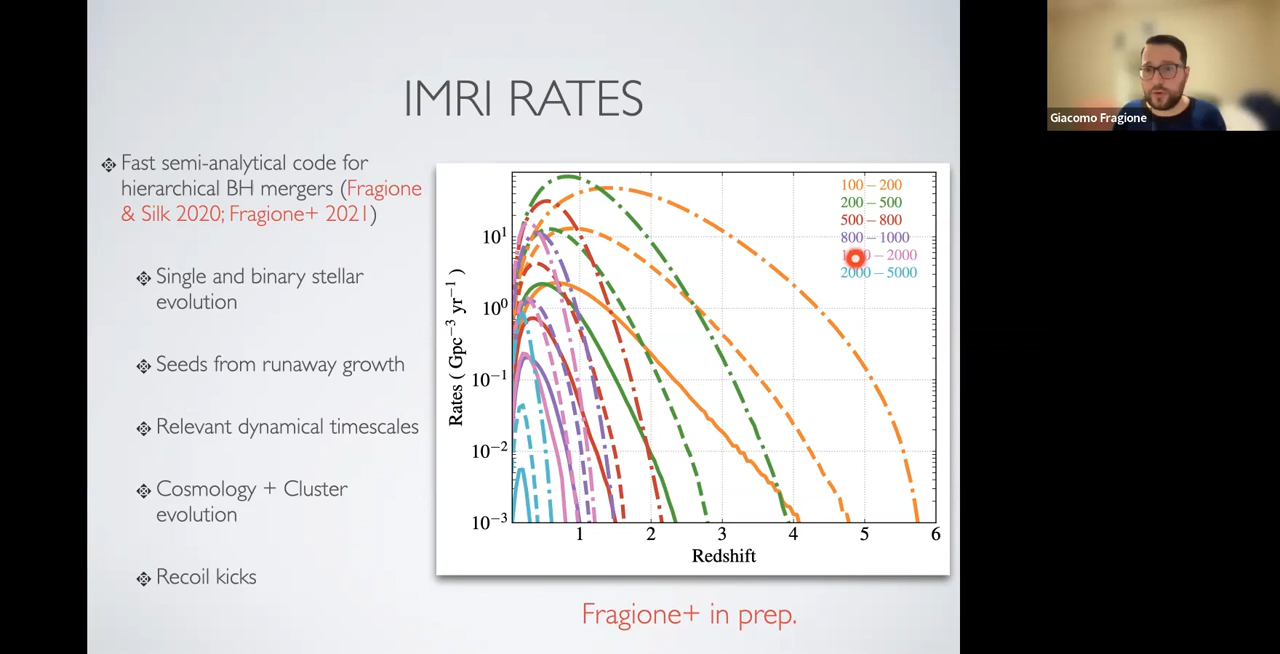 IMRI RATES
Fast semi-analytical code for
hierarchical BH mergers (Fragione
& Silk 2020; Fragione+ 2021)
Single and binary stellar
evolution
Seeds from runaway growth
Relevant dynamical timescales
Cosmology + Cluster
evolution
Recoil kicks
Rates ( Gpc⁻³ yr⁻¹ )
10¹
10⁰
10⁻¹
10⁻²
10⁻³
1 2 3 4 5 6
Redshift
100 – 200
200 – 500
500 – 800
800 – 1000
– 2000
2000 – 5000
Fragione+ in prep.
Giacomo Fragione